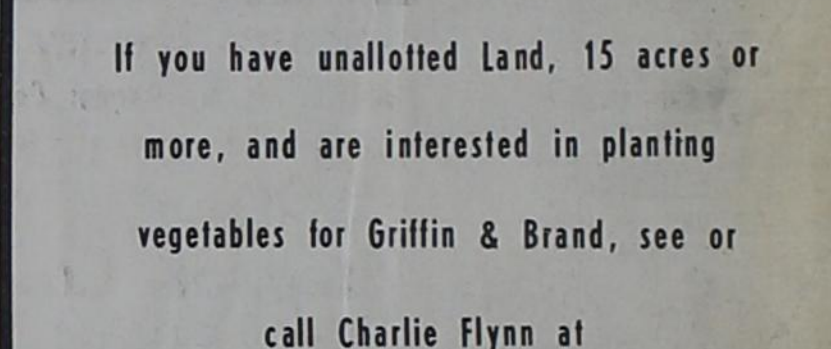 If you have unallotted Land, 15 acres or
more, and are interested in planting
vegetables for Griffin & Brand, see or
call Charlie Flynn at